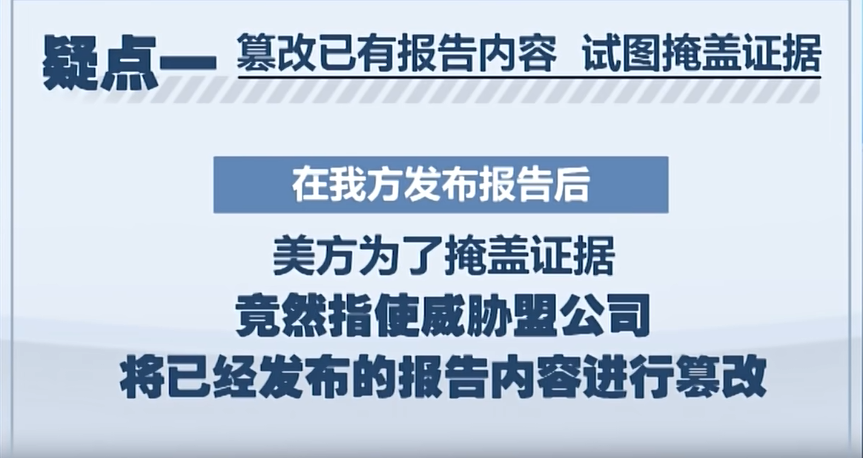 疑点一 篡改已有报告内容 试图掩盖证据
在我方发布报告后
美方为了掩盖证据
竟然指使威胁盟公司
将已经发布的报告内容进行篡改